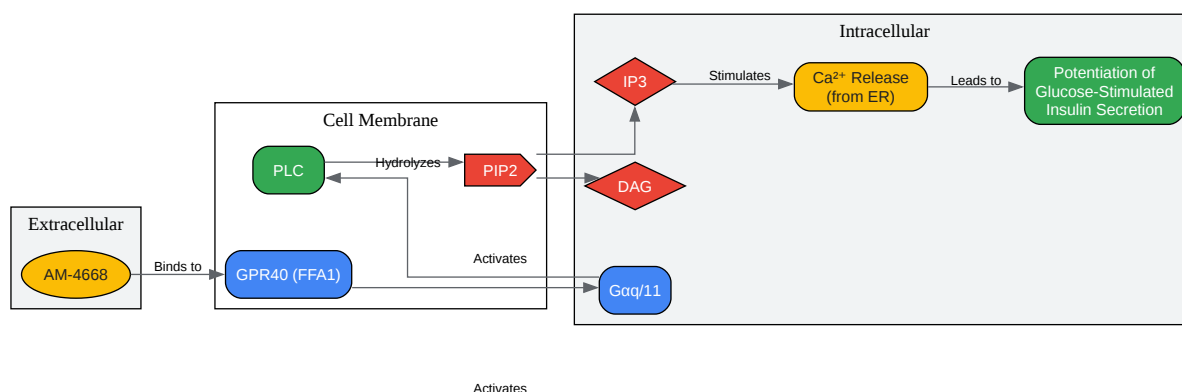 Intracellular
IP3
Stimulates
Ca²⁺ Release
(from ER)
Leads to
Potentiation of
Glucose-Stimulated
Insulin Secretion
Cell Membrane
PLC
Hydrolyzes
PIP2
DAG
Extracellular
AM-4668
Binds to
GPR40 (FFA1)
Activates
Gαq/11
Activates